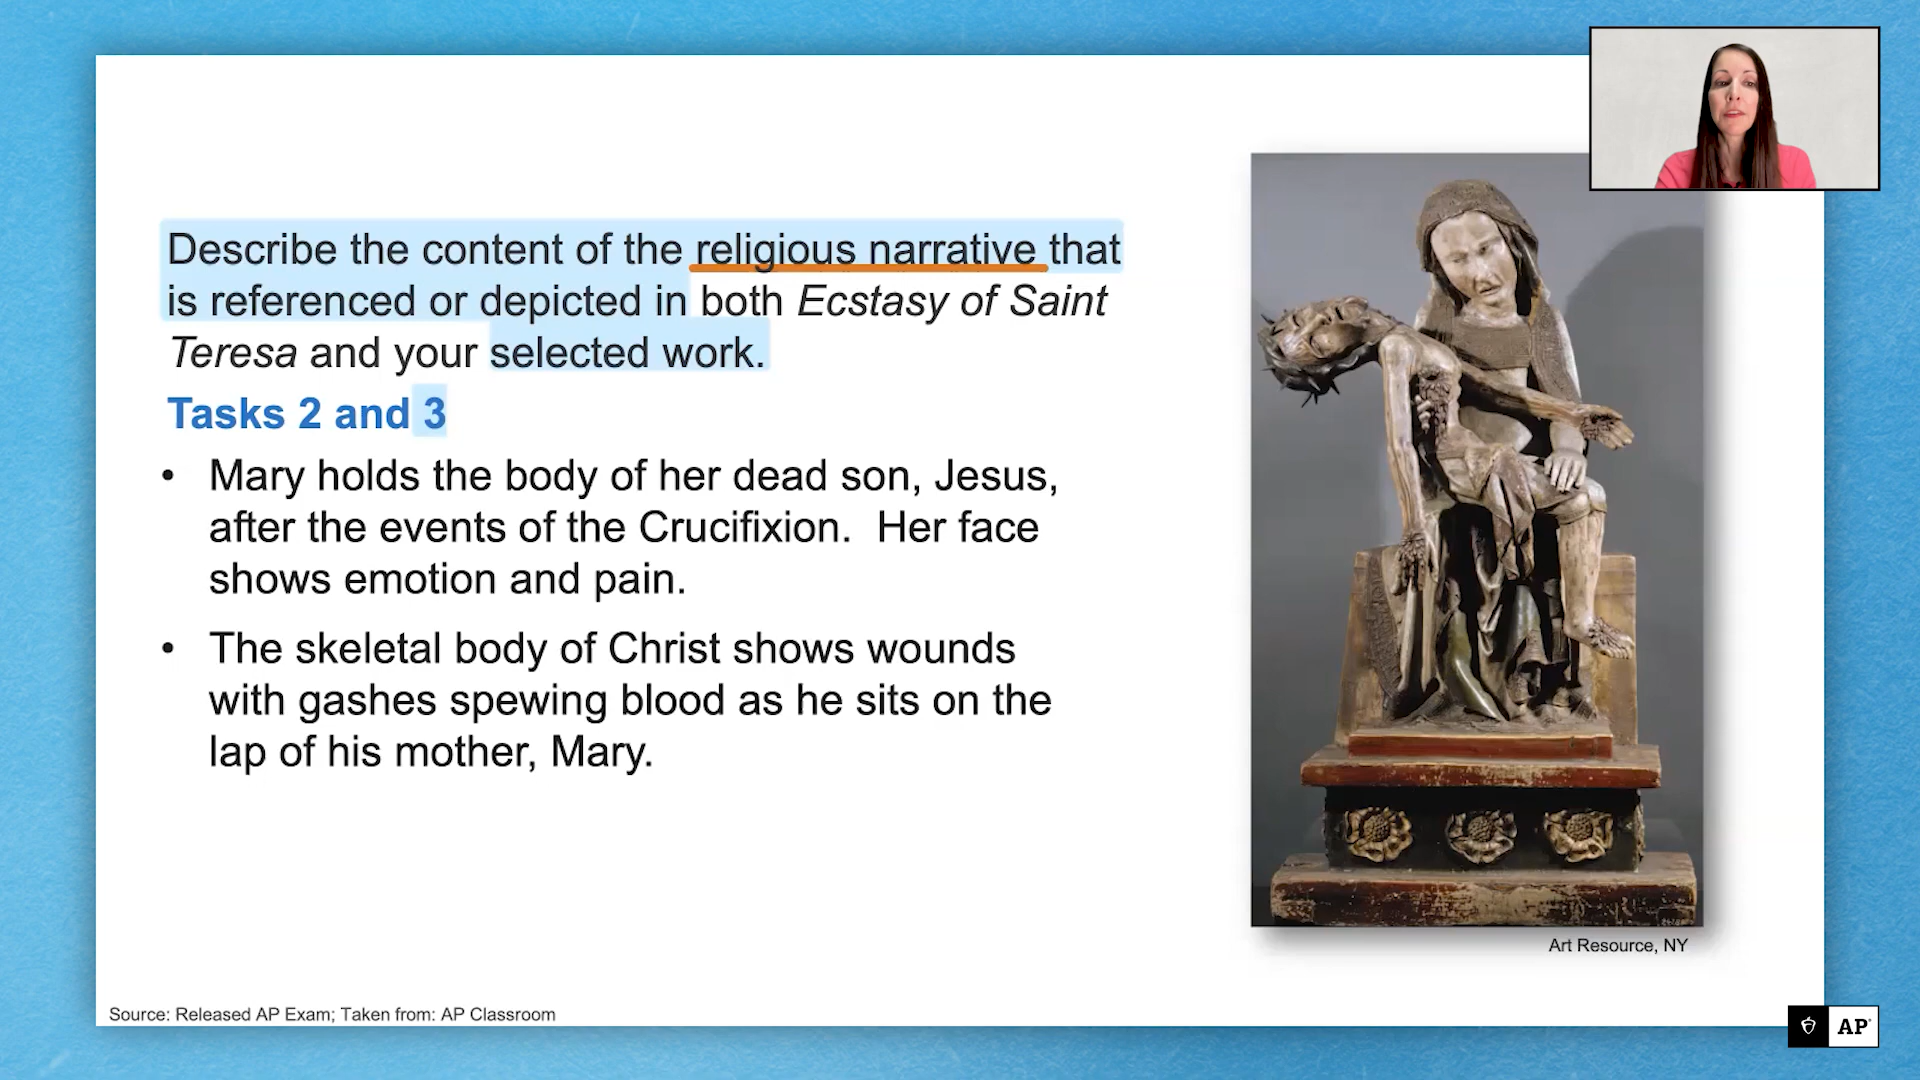 Describe the content of the religious narrative that
is referenced or depicted in both Ecstasy of Saint
Teresa and your selected work.
Tasks 2 and 3
• Mary holds the body of her dead son, Jesus,
after the events of the Crucifixion.  Her face
shows emotion and pain.
• The skeletal body of Christ shows wounds
with gashes spewing blood as he sits on the
lap of his mother, Mary.
Art Resource, NY
Source: Released AP Exam; Taken from: AP Classroom
AP